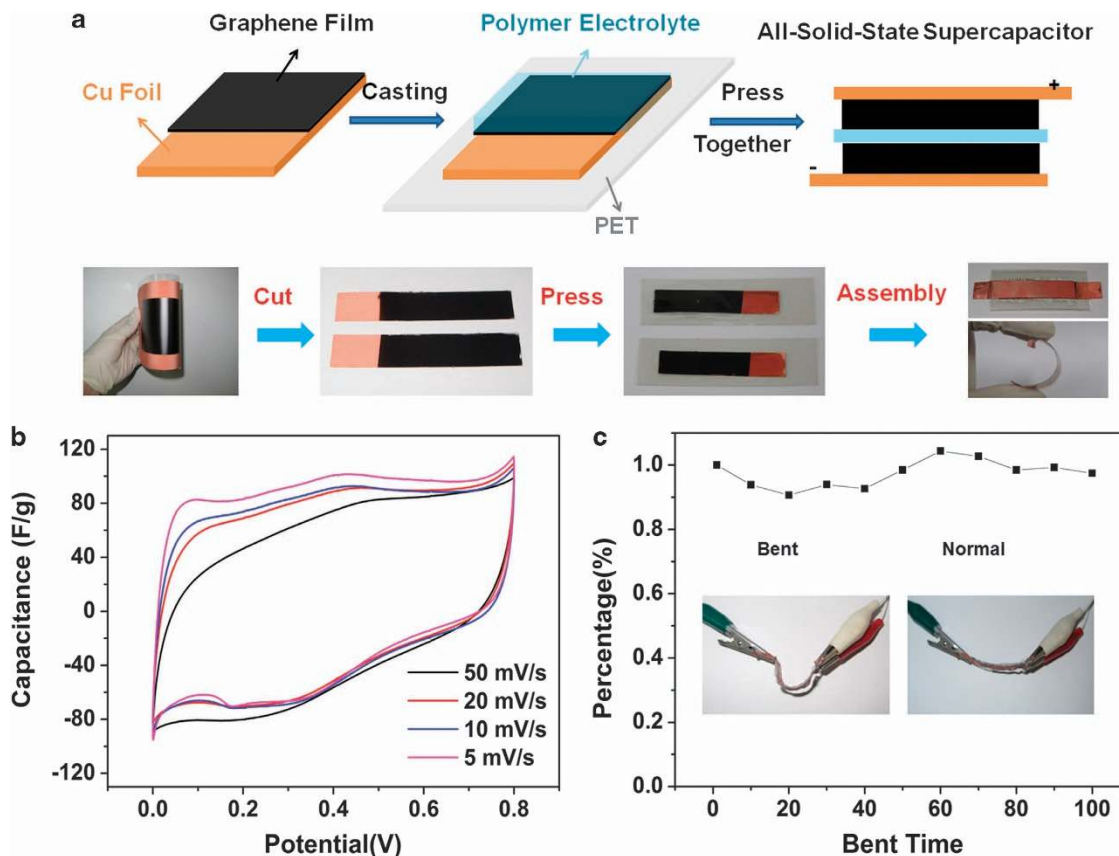 a
Graphene Film
Polymer Electrolyte
All-Solid-State Supercapacitor
Cu Foil
Casting
Press
Together
+
-
PET
Cut
Press
Assembly
b
120
80
40
0
-40
-80
-120
Capacitance (F/g)
50 mV/s
20 mV/s
10 mV/s
5 mV/s
0.0 0.2 0.4 0.6 0.8
Potential(V)
c
1.0
0.8
0.6
0.4
0.2
0.0
Percentage(%)
Bent
Normal
0 20 40 60 80 100
Bent Time